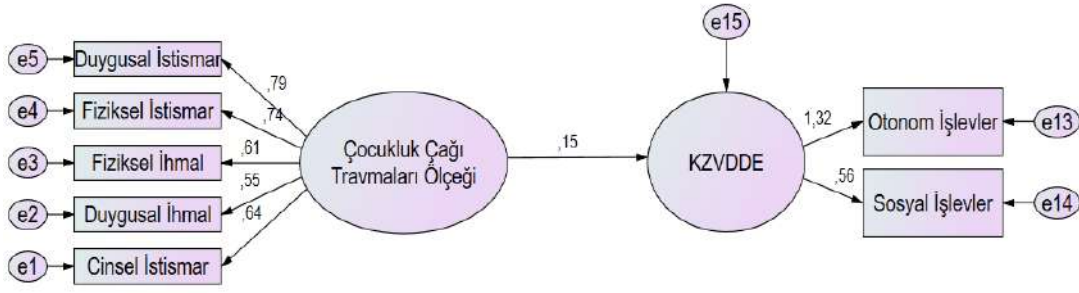 e15
e5
Duygusal İstismar
,79
e4
Fiziksel İstismar
,74
e3
Fiziksel İhmal
,61
e2
Duygusal İhmal
,55
e1
Cinsel İstismar
,64
Çocukluk Çağı
Travmaları Ölçeği
,15
KZVDDE
1,32
Otonom İşlevler
e13
,56
Sosyal İşlevler
e14